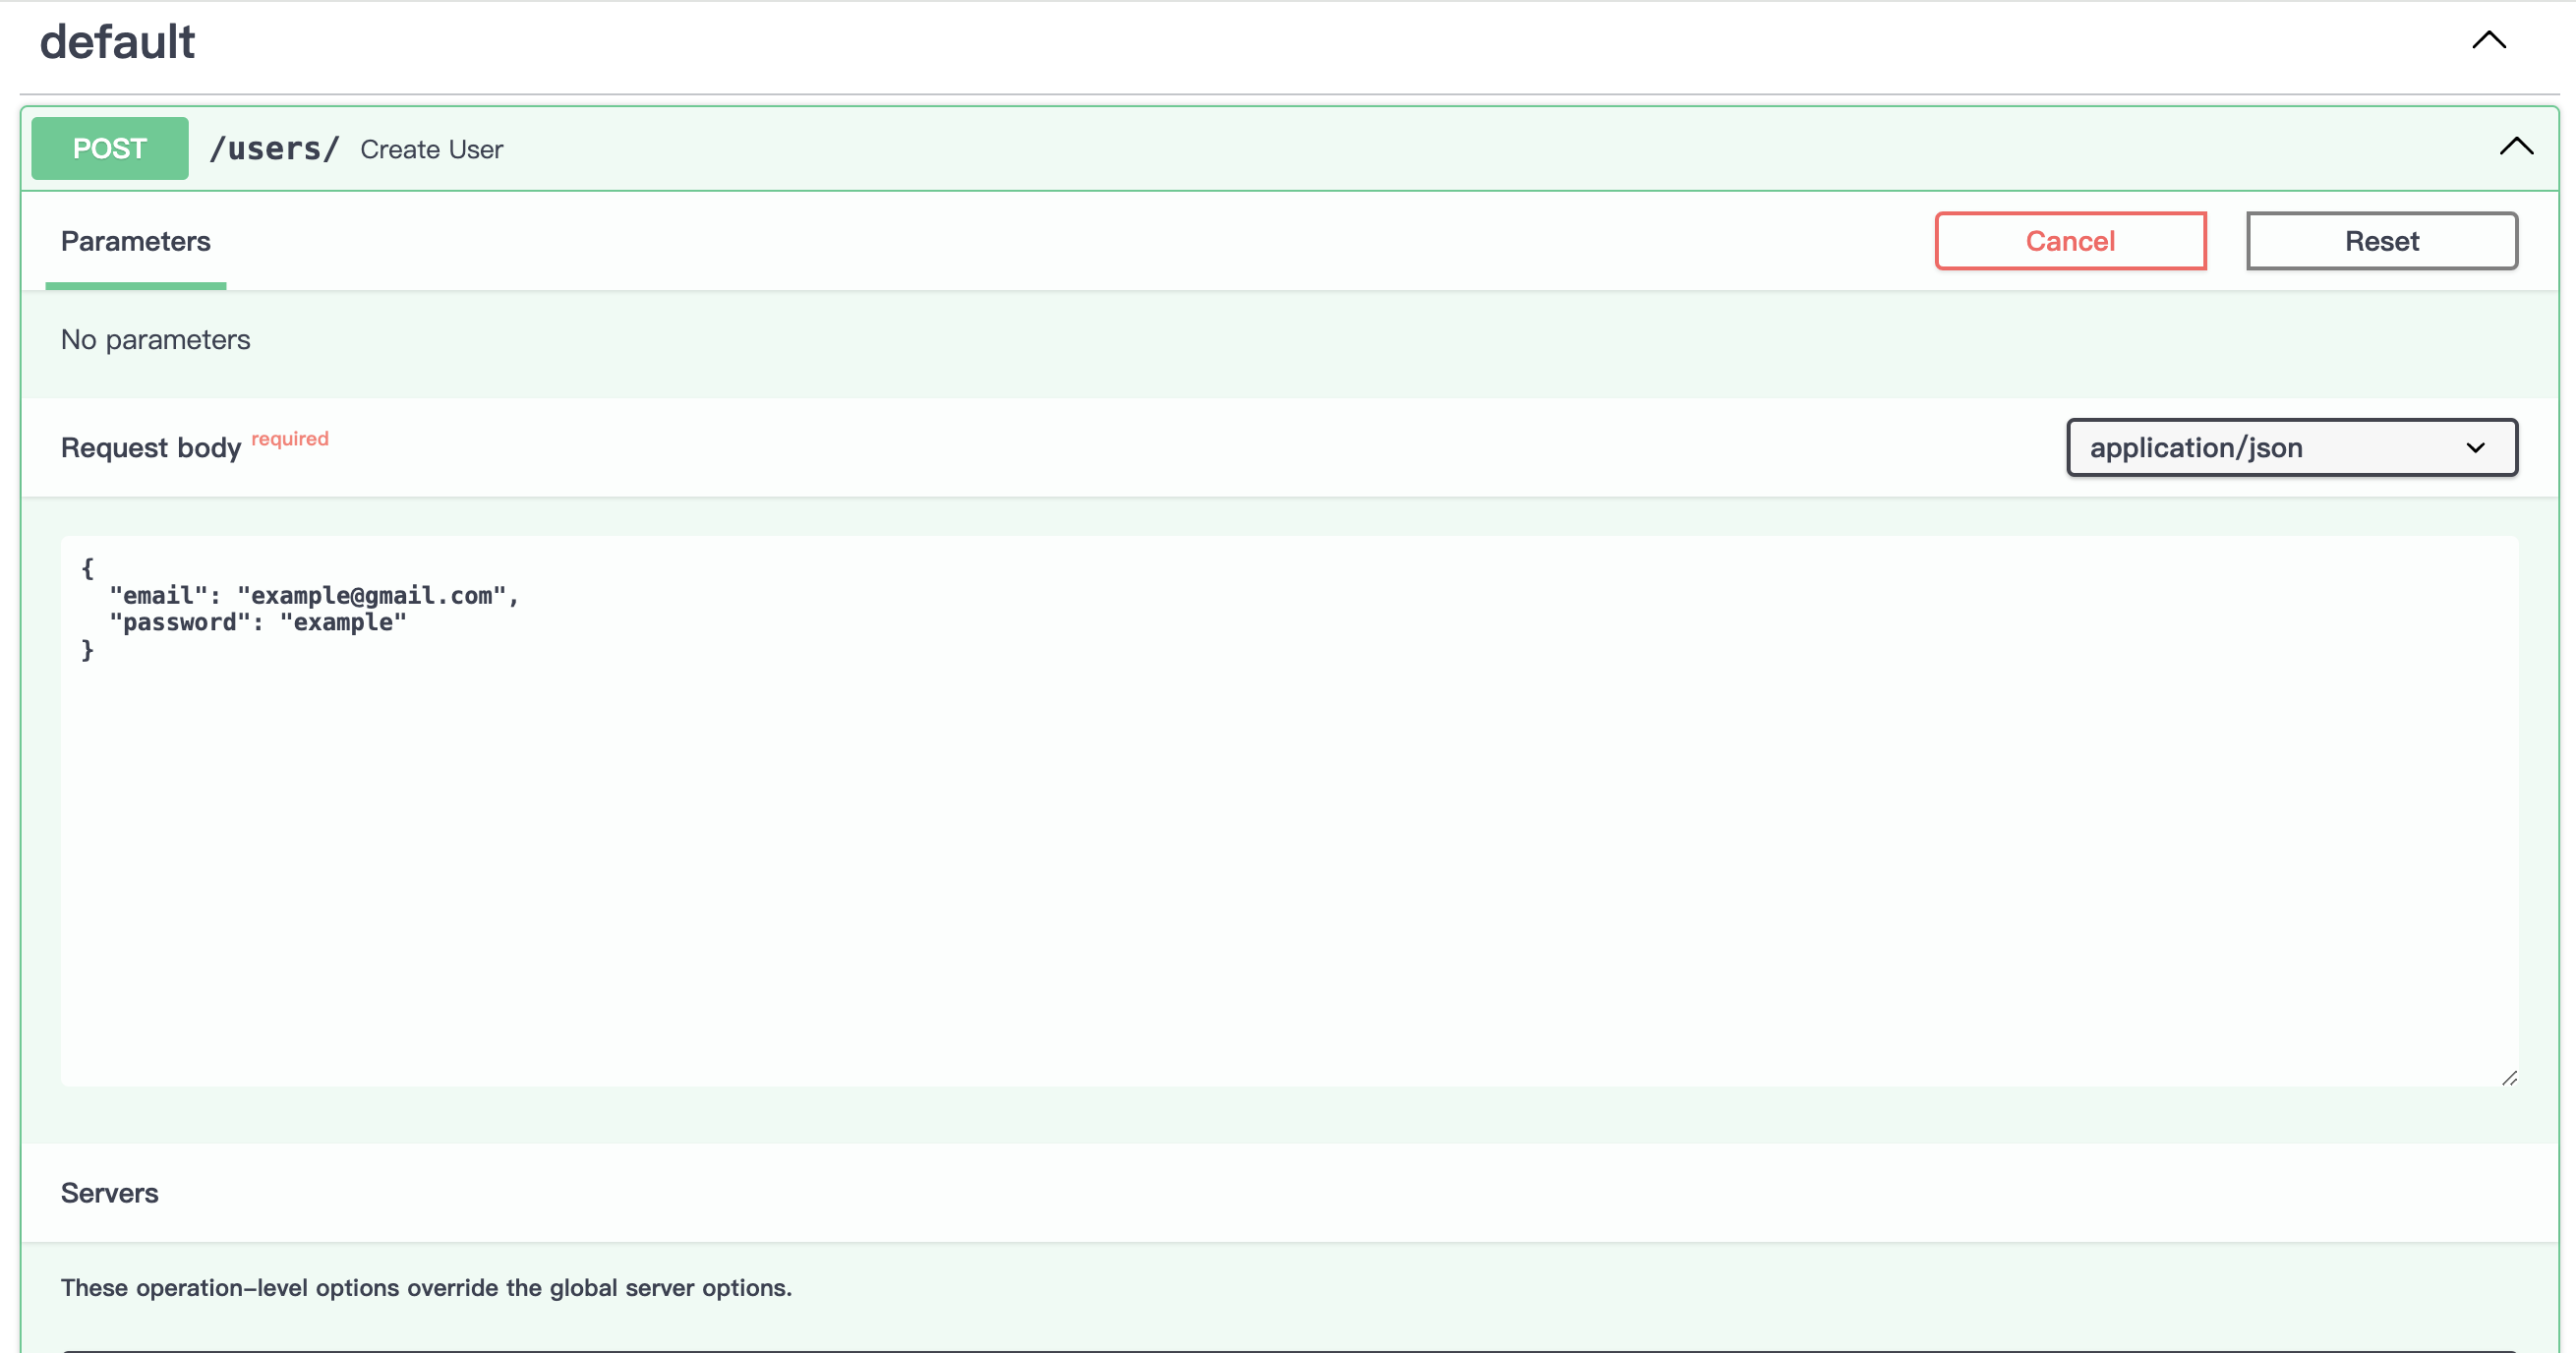 default
POST /users/ Create User
Parameters
Cancel
Reset
No parameters
Request body required
application/json
{
  "email": "example@gmail.com",
  "password": "example"
}
Servers
These operation-level options override the global server options.